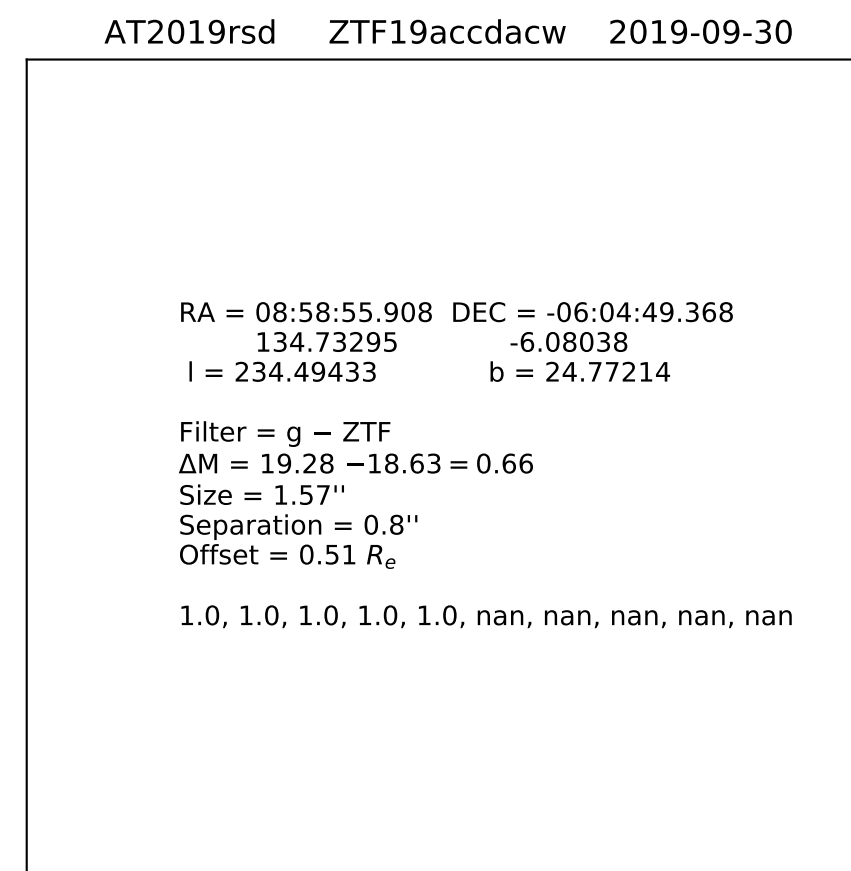 AT2019rsd ZTF19accdacw 2019-09-30
RA = 08:58:55.908 DEC = -06:04:49.368
134.73295 -6.08038
l = 234.49433 b = 24.77214
Filter = g − ZTF
ΔM = 19.28 −18.63 = 0.66
Size = 1.57''
Separation = 0.8''
Offset = 0.51 Rₑ
1.0, 1.0, 1.0, 1.0, 1.0, nan, nan, nan, nan, nan